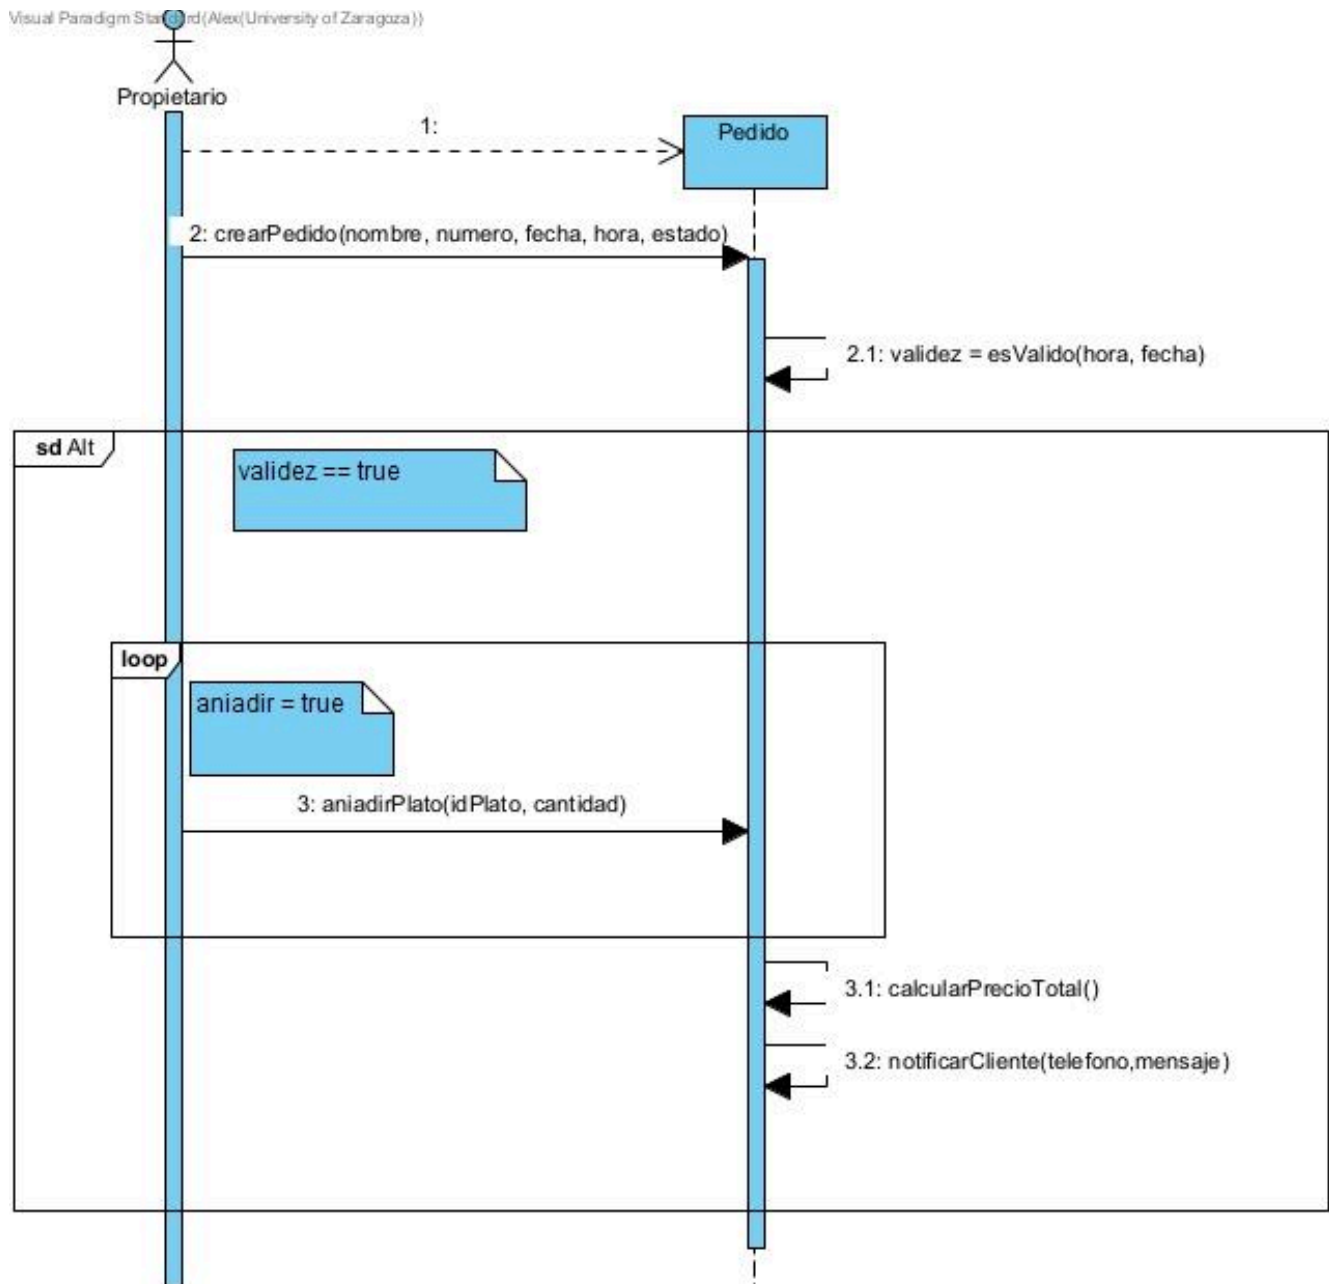 Visual Paradigm Standard(Alex(University of Zaragoza))
Propietario
1:
Pedido
2: crearPedido(nombre, numero, fecha, hora, estado)
2.1: validez = esValido(hora, fecha)
sd Alt
validez == true
loop
aniadir = true
3: aniadirPlato(idPlato, cantidad)
3.1: calcularPrecioTotal()
3.2: notificarCliente(telefono,mensaje)